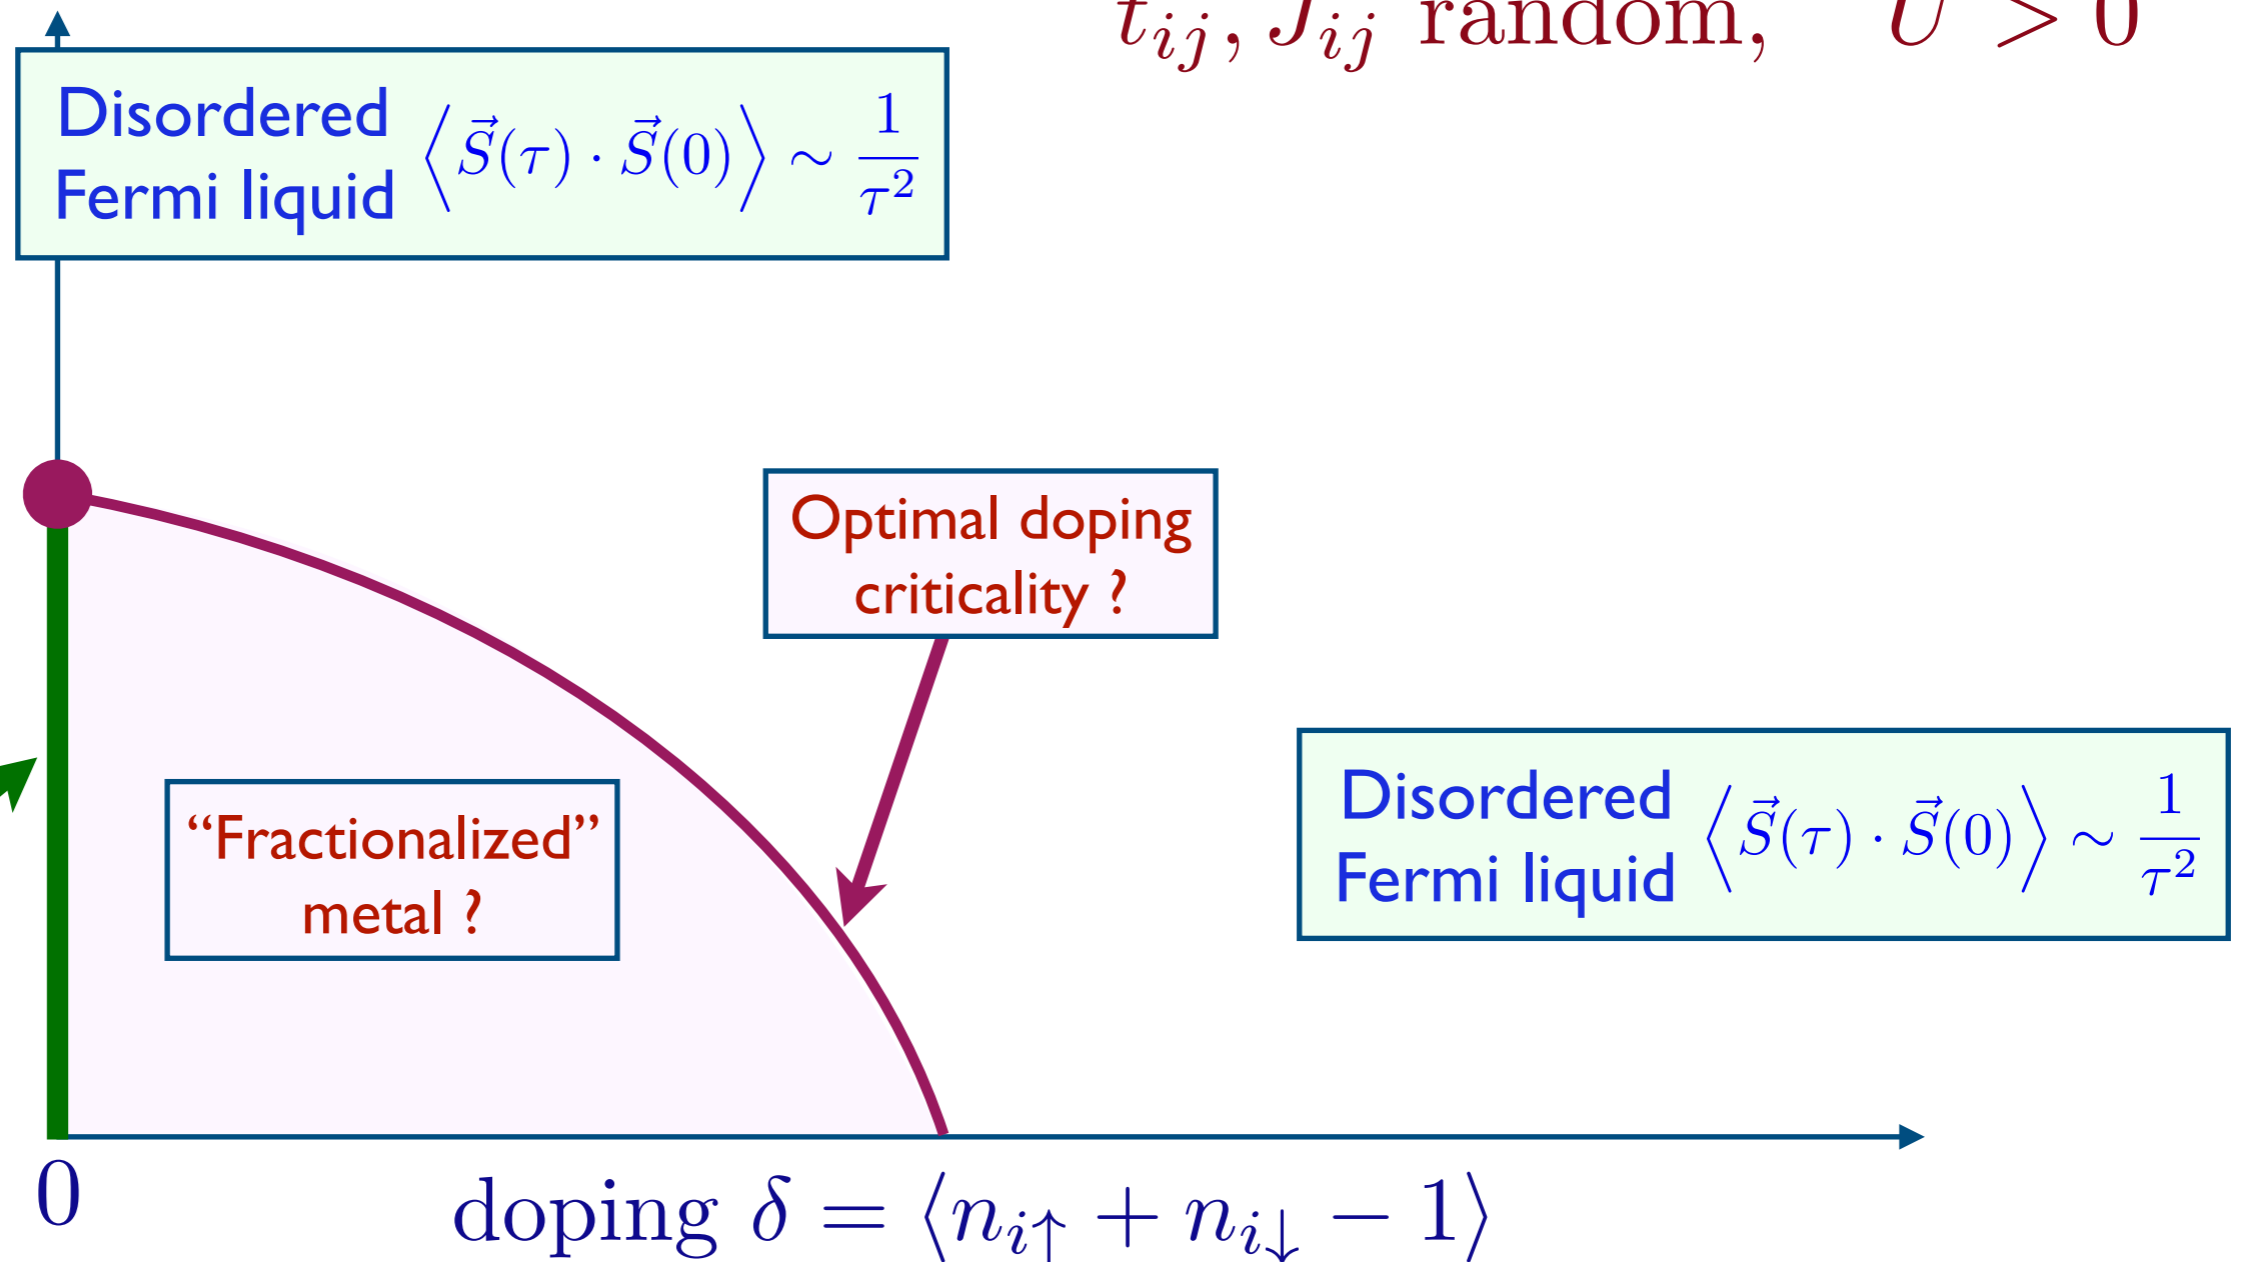 t_{ij}, J_{ij} random, U > 0
Disordered
Fermi liquid
⟨S⃗(τ) · S⃗(0)⟩ ∼ 1/τ²
Optimal doping
criticality ?
“Fractionalized”
metal ?
Disordered
Fermi liquid
⟨S⃗(τ) · S⃗(0)⟩ ∼ 1/τ²
0
doping δ = ⟨n_{i↑} + n_{i↓} − 1⟩